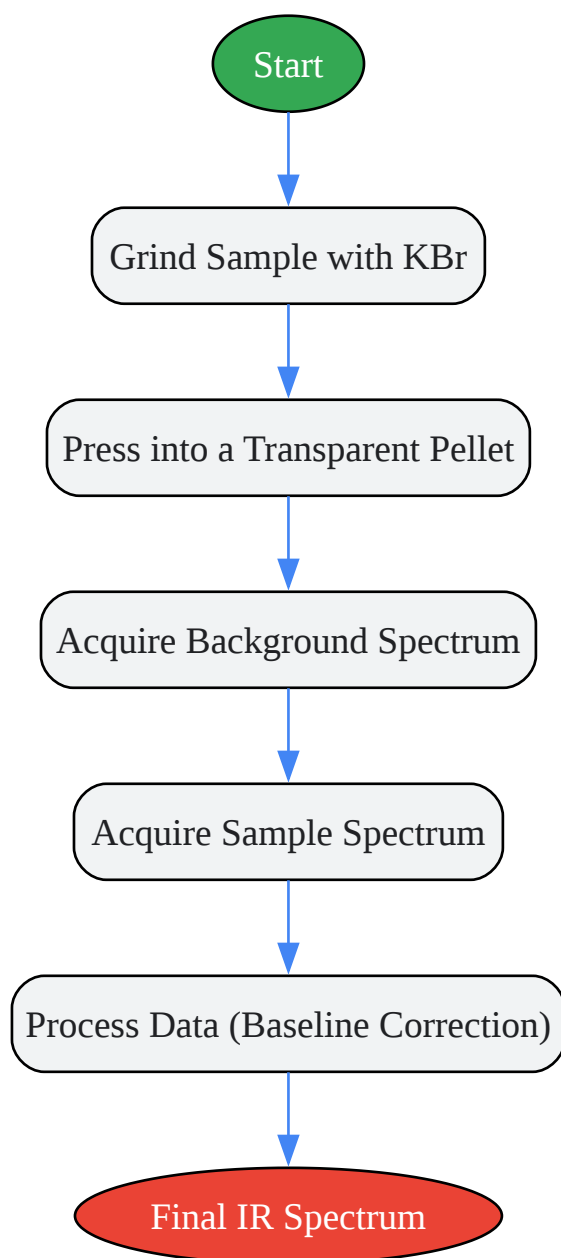 Start
Grind Sample with KBr
Press into a Transparent Pellet
Acquire Background Spectrum
Acquire Sample Spectrum
Process Data (Baseline Correction)
Final IR Spectrum